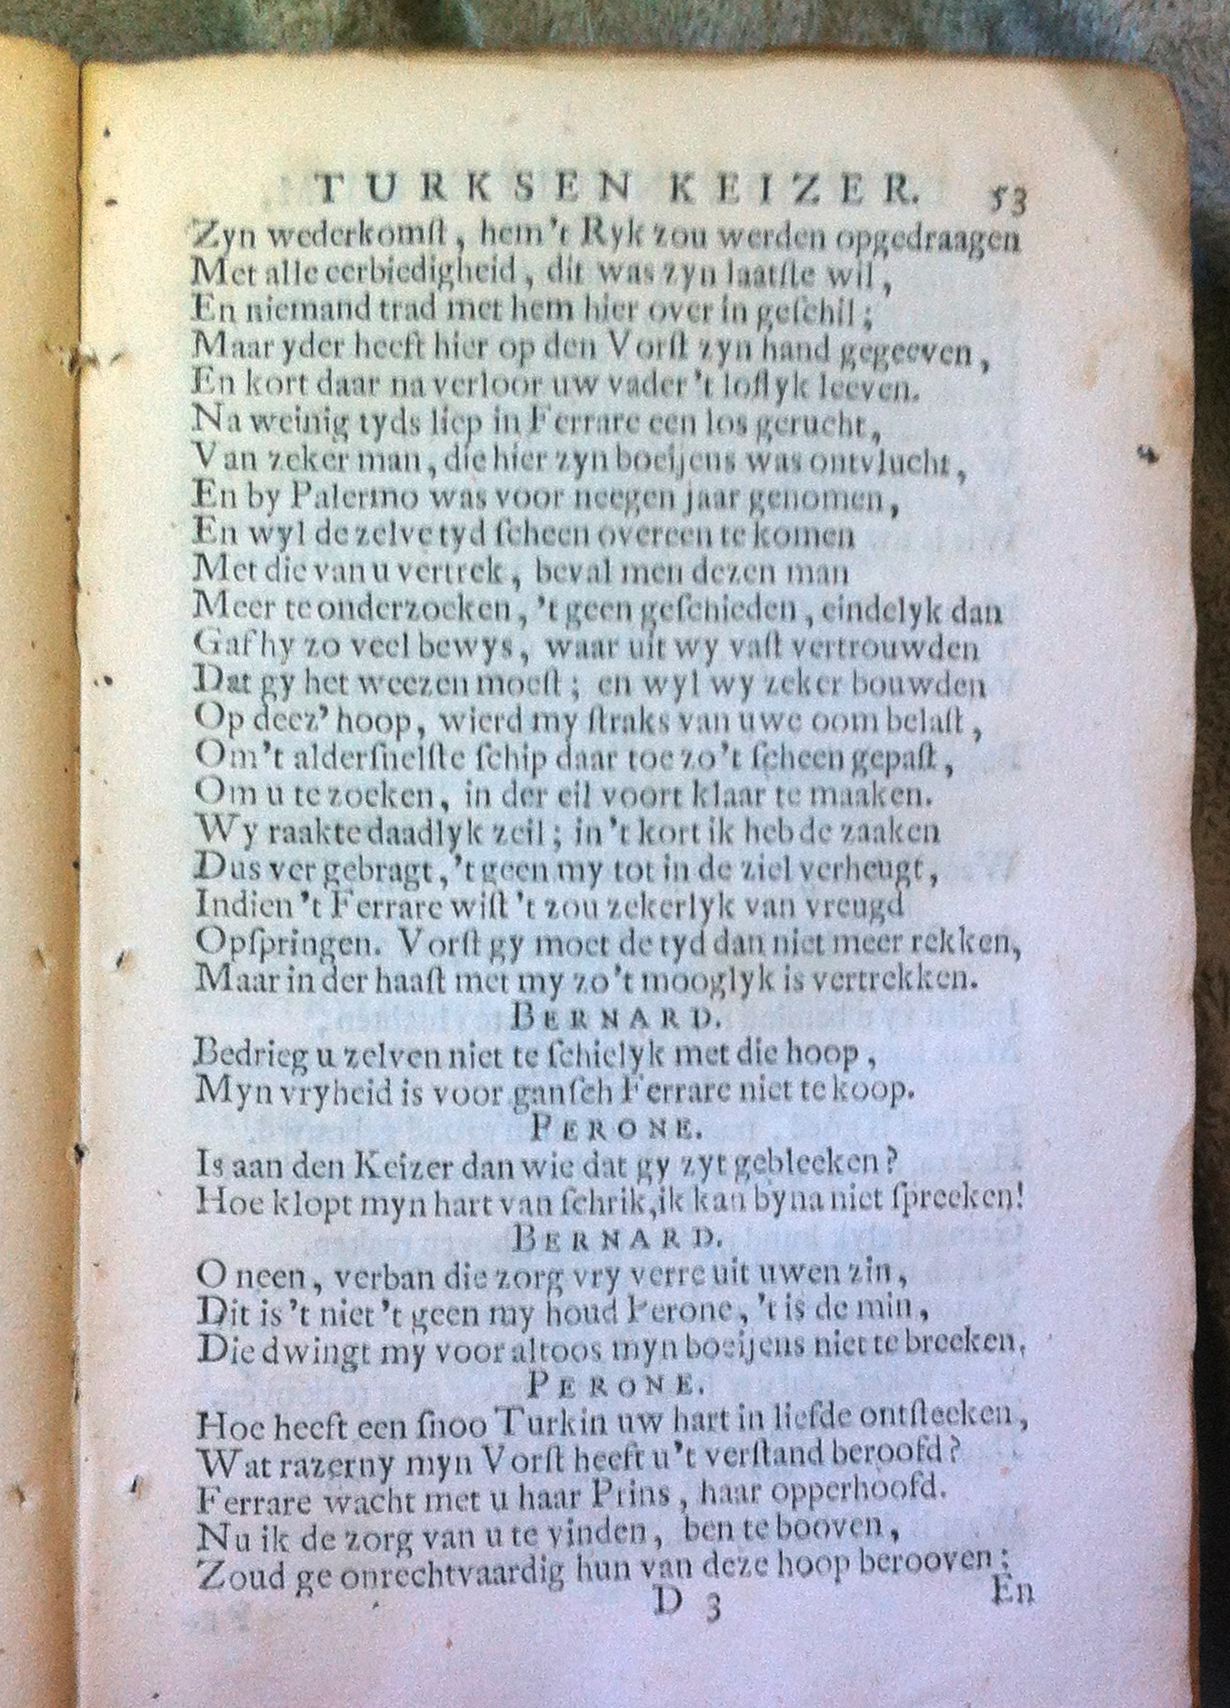 TURKSEN KEIZER. 53
Zyn wederkomſt, hem 't Ryk zou werden opgedraagen
Met alle eerbiedigheid, dit was zyn laatſte wil,
En niemand trad met hem hier over in geſchil;
Maar yder heeft hier op den Vorſt zyn hand gegeeven,
En kort daar na verloor uw vader 't loflyk leeven.
Na weinig tyds liep in Ferrare een los gerucht,
Van zeker man, die hier zyn boeijens was ontvlucht,
En by Palermo was voor neegen jaar genomen,
En wyl de zelve tyd ſcheen overeen te komen
Met die van u vertrek, beval men dezen man
Meer te onderzoeken, 't geen geſchieden, eindelyk dan
Gaf hy zo veel bewys, waar uit wy vaſt vertrouwden
Dat gy het weezen moeſt; en wyl wy zeker bouwden
Op deez' hoop, wierd my ſtraks van uwe oom belaſt,
Om 't alderſnelſte ſchip daar toe zo 't ſcheen gepaſt,
Om u te zoeken, in der eil voort klaar te maaken.
Wy raakte daadlyk zeil; in 't kort ik heb de zaaken
Dus ver gebragt, 't geen my tot in de ziel verheugt,
Indien 't Ferrare wiſt 't zou zekerlyk van vreugd
Opſpringen. Vorſt gy moet de tyd dan niet meer rekken,
Maar in der haaſt met my zo 't mooglyk is vertrekken.
BERNARD.
Bedrieg u zelven niet te ſchielyk met die hoop,
Myn vryheid is voor ganſch Ferrare niet te koop.
PERONE.
Is aan den Keizer dan wie dat gy zyt gebleeken?
Hoe klopt myn hart van ſchrik, ik kan byna niet ſpreeken!
BERNARD.
O neen, verban die zorg vry verre uit uwen zin,
Dit is 't niet 't geen my houd Perone, 't is de min,
Die dwingt my voor altoos myn boeijens niet te breeken.
PERONE.
Hoe heeft een ſnoo Turkin uw hart in liefde ontſteeken,
Wat razerny myn Vorſt heeft u 't verſtand beroofd?
Ferrare wacht met u haar Prins, haar opperhoofd.
Nu ik de zorg van u te vinden, ben te booven,
Zoud ge onrechtvaardig hun van deze hoop berooven;
D 3 En